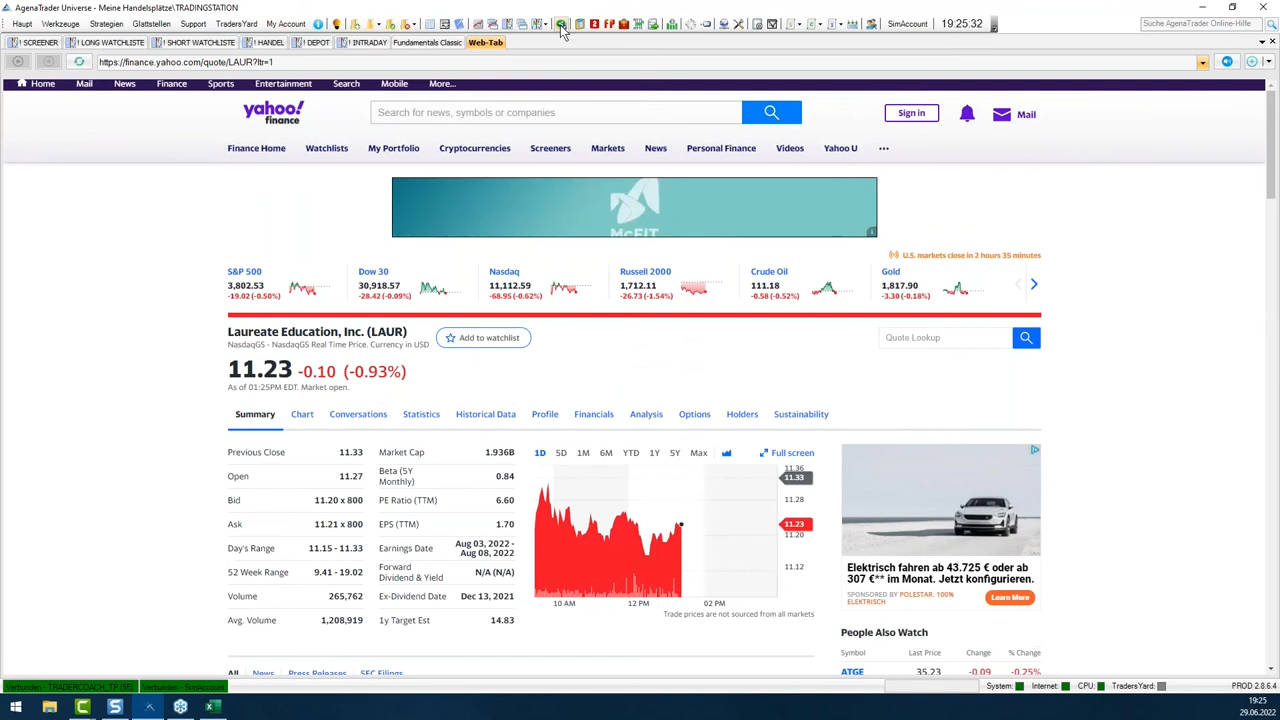 AgenaTrader Universe - Meine Handelsplätze\TRADINGSTATION
Haupt Werkzeuge Strategien Glattstellen Support TradersYard My Account SimAccount 19:25:32 Suche AgenaTrader Online-Hilfe
! SCREENER ! LONG WATCHLISTE ! SHORT WATCHLISTE ! HANDEL ! DEPOT ! INTRADAY Fundamentals Classic Web-Tab
https://finance.yahoo.com/quote/LAUR?ltr=1
Home Mail News Finance Sports Entertainment Search Mobile More...
yahoo! finance
Search for news, symbols or companies
Sign in
Mail
Finance Home Watchlists My Portfolio Cryptocurrencies Screeners Markets News Personal Finance Videos Yahoo U ...
McFIT
U.S. markets close in 2 hours 35 minutes
S&P 500 Dow 30 Nasdaq Russell 2000 Crude Oil Gold
3,802.53 30,918.57 11,112.59 1,712.11 111.18 1,817.90
-19.02 (-0.50%) -28.42 (-0.09%) -68.95 (-0.62%) -26.73 (-1.54%) -0.58 (-0.52%) -3.30 (-0.18%)
Laureate Education, Inc. (LAUR)
Add to watchlist
Quote Lookup
NasdaqGS - NasdaqGS Real Time Price. Currency in USD
11.23 -0.10 (-0.93%)
As of 01:25PM EDT. Market open.
Summary Chart Conversations Statistics Historical Data Profile Financials Analysis Options Holders Sustainability
Previous Close 11.33
Open 11.27
Bid 11.20 x 800
Ask 11.21 x 800
Day's Range 11.15 - 11.33
52 Week Range 9.41 - 19.02
Volume 265,762
Avg. Volume 1,208,919
Market Cap 1.936B
Beta (5Y Monthly) 0.84
PE Ratio (TTM) 6.60
EPS (TTM) 1.70
Earnings Date Aug 03, 2022 - Aug 08, 2022
Forward Dividend & Yield N/A (N/A)
Ex-Dividend Date Dec 13, 2021
1y Target Est 14.83
1D 5D 1M 6M YTD 1Y 5Y Max Full screen
11.36
11.33
11.28
11.23
11.20
11.12
10 AM 12 PM 02 PM
Trade prices are not sourced from all markets
Elektrisch fahren ab 43.725 € oder ab
307 €** im Monat. Jetzt konfigurieren.
SPONSORED BY POLESTAR. 100% ELEKTRISCH
Learn More
People Also Watch
Symbol Last Price Change % Change
ATGE 35.23 -0.09 -0.25%
All News Press Releases SEC Filings
Verbunden - TRADERCOACH_TP (SE) Verbunden - SimAccount
System: Internet: CPU: TradersYard: PROD 2.8.6.4
19:25
29.06.2022